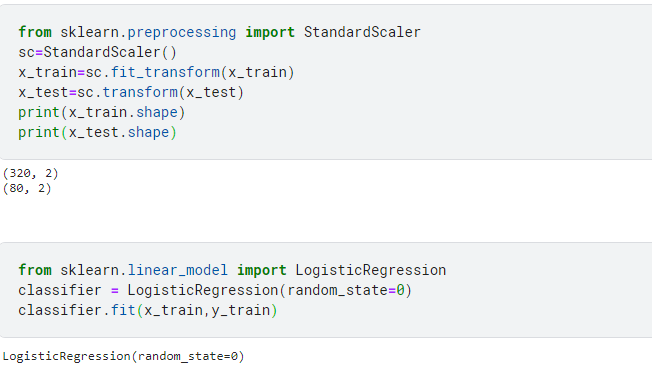 from sklearn.preprocessing import StandardScaler
sc=StandardScaler()
x_train=sc.fit_transform(x_train)
x_test=sc.transform(x_test)
print(x_train.shape)
print(x_test.shape)
(320, 2)
(80, 2)
from sklearn.linear_model import LogisticRegression
classifier = LogisticRegression(random_state=0)
classifier.fit(x_train,y_train)
LogisticRegression(random_state=0)